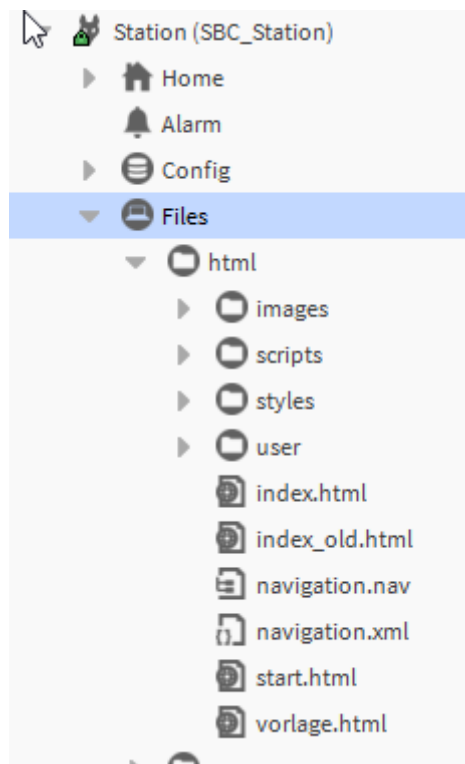 Station (SBC_Station)
Home
Alarm
Config
Files
html
images
scripts
styles
user
index.html
index_old.html
navigation.nav
navigation.xml
start.html
vorlage.html